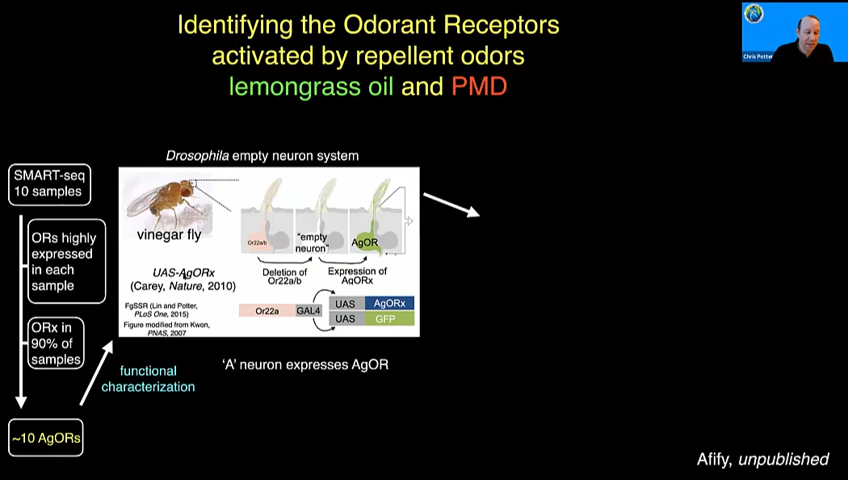 Identifying the Odorant Receptors
activated by repellent odors
lemongrass oil and PMD
Chris Potter
Drosophila empty neuron system
SMART-seq
10 samples
ORs highly
expressed
in each
sample
ORx in
90% of
samples
~10 AgORs
functional
characterization
vinegar fly
UAS-AgORx
(Carey, Nature, 2010)
FgSSR (Lin and Potter,
PLoS One, 2015)
Figure modified from Kwon,
PNAS, 2007
Or22a/b
"empty
neuron"
AgOR
Deletion of
Or22a/b
Expression of
AgORx
Or22a
GAL4
UAS
AgORx
UAS
GFP
'A' neuron expresses AgOR
Afify, unpublished